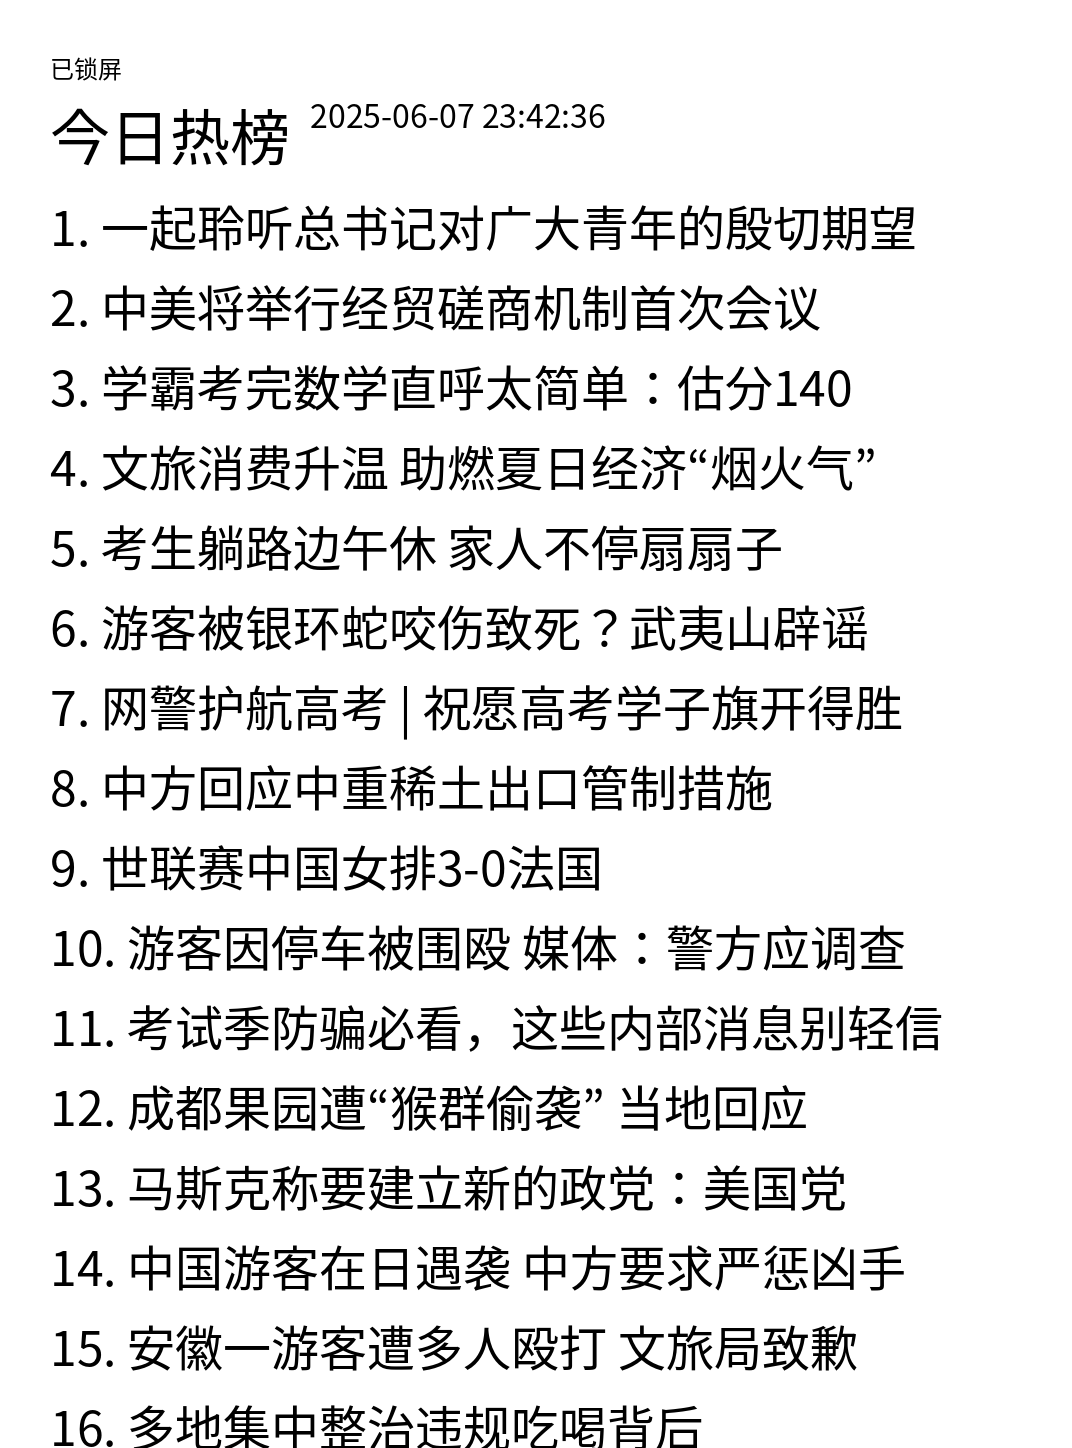 已锁屏
今日热榜 2025-06-07 23:42:36
1. 一起聆听总书记对广大青年的殷切期望
2. 中美将举行经贸磋商机制首次会议
3. 学霸考完数学直呼太简单：估分140
4. 文旅消费升温 助燃夏日经济“烟火气”
5. 考生躺路边午休 家人不停扇扇子
6. 游客被银环蛇咬伤致死？武夷山辟谣
7. 网警护航高考 | 祝愿高考学子旗开得胜
8. 中方回应中重稀土出口管制措施
9. 世联赛中国女排3-0法国
10. 游客因停车被围殴 媒体：警方应调查
11. 考试季防骗必看，这些内部消息别轻信
12. 成都果园遭“猴群偷袭” 当地回应
13. 马斯克称要建立新的政党：美国党
14. 中国游客在日遇袭 中方要求严惩凶手
15. 安徽一游客遭多人殴打 文旅局致歉
16. 多地集中整治违规吃喝背后